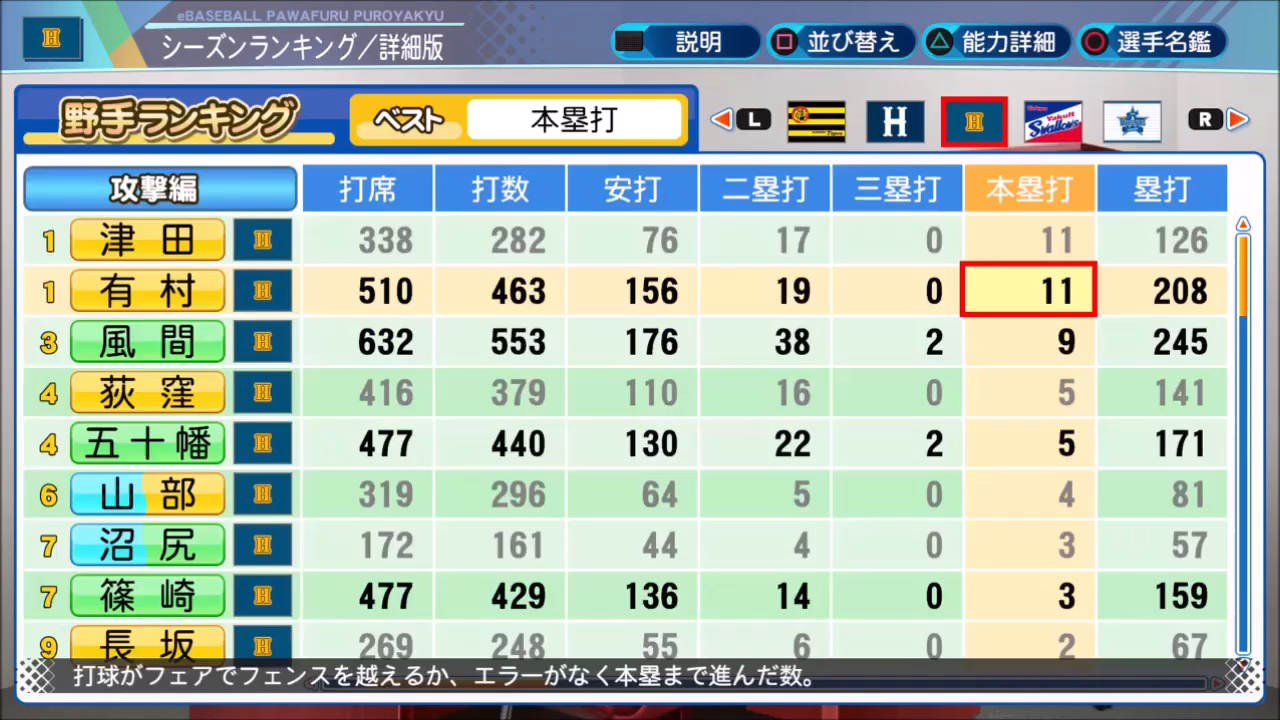 eBASEBALL PAWAFURU PUROYAKYU
H シーズンランキング/詳細版 説明 並び替え 能力詳細 選手名鑑
野手ランキング ベスト 本塁打 L Tigers H H Yakult Swallows R
攻撃編 打席 打数 安打 二塁打 三塁打 本塁打 塁打
1 津田 H 338 282 76 17 0 11 126
1 有村 H 510 463 156 19 0 11 208
3 風間 H 632 553 176 38 2 9 245
4 荻窪 H 416 379 110 16 0 5 141
4 五十幡 H 477 440 130 22 2 5 171
6 山部 H 319 296 64 5 0 4 81
7 沼尻 H 172 161 44 4 0 3 57
7 篠崎 H 477 429 136 14 0 3 159
9 長坂 H 269 248 55 6 0 2 67
打球がフェアでフェンスを越えるか、エラーがなく本塁まで進んだ数。